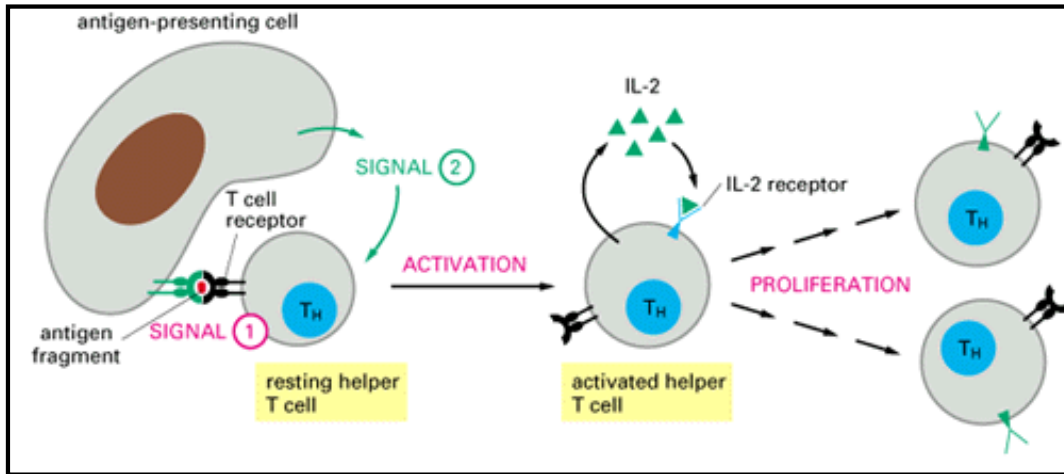 antigen-presenting cell
IL-2
SIGNAL 2
IL-2 receptor
T cell
receptor
TH
ACTIVATION
PROLIFERATION
TH
TH
TH
antigen
fragment
SIGNAL 1
resting helper
T cell
activated helper
T cell